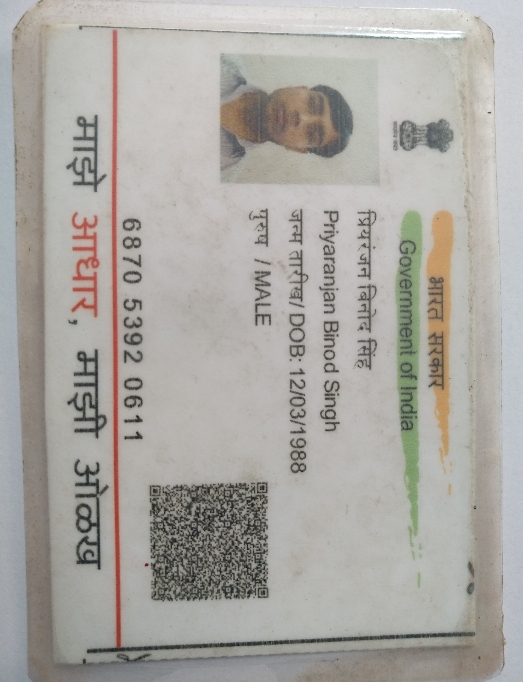 भारत सरकार
Government of India
प्रियरंजन बिनोद सिंह
Priyaranjan Binod Singh
जन्म तारीख/ DOB: 12/03/1988
पुरुष / MALE
6870 5392 0611
माझे आधार, माझी ओळख